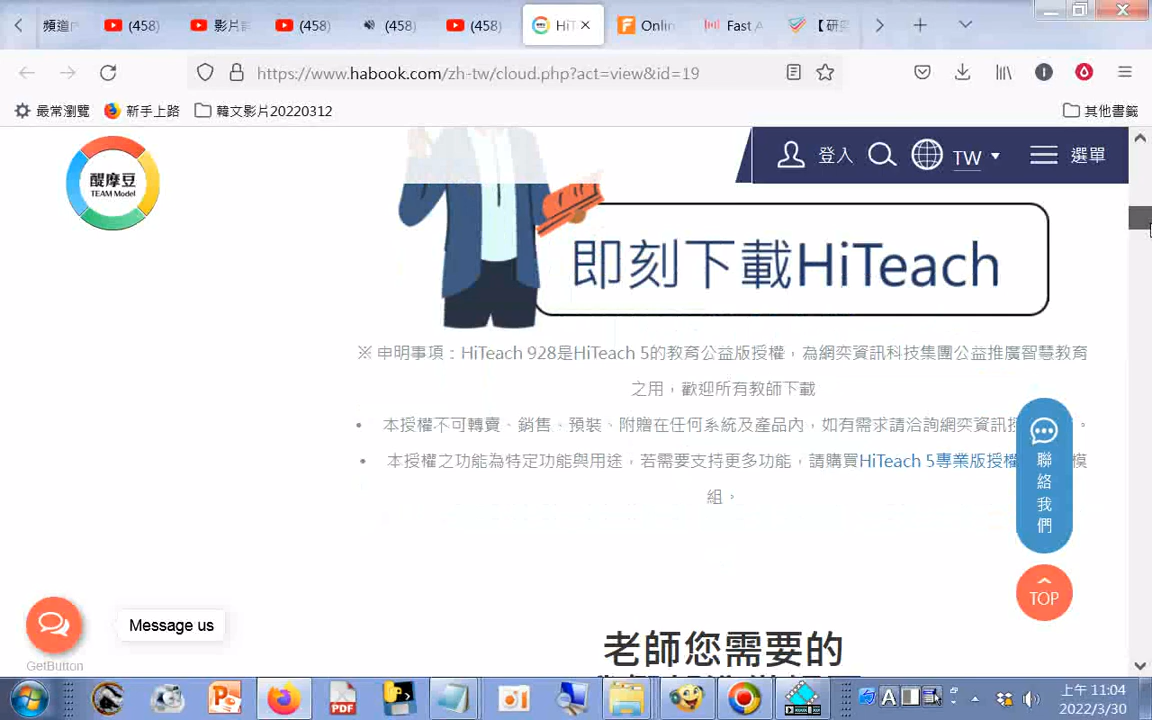 頻道
(458)
影片
(458)
(458)
(458)
HiT
Onlin
Fast A
【研
https://www.habook.com/zh-tw/cloud.php?act=view&id=19
最常瀏覽
新手上路
韓文影片20220312
其他書籤
醍摩豆
TEAM Model
登入
TW
選單
即刻下載HiTeach
※ 申明事項：HiTeach 928是HiTeach 5的教育公益版授權，為網奕資訊科技集團公益推廣智慧教育
之用，歡迎所有教師下載
• 本授權不可轉賣、銷售、預裝、附贈在任何系統及產品內，如有需求請洽詢網奕資訊授
• 本授權之功能為特定功能與用途，若需要支持更多功能，請購買HiTeach 5專業版授權
模
組。
聯
絡
我
們
TOP
Message us
GetButton
老師您需要的
PDF
A
上午 11:04
2022/3/30